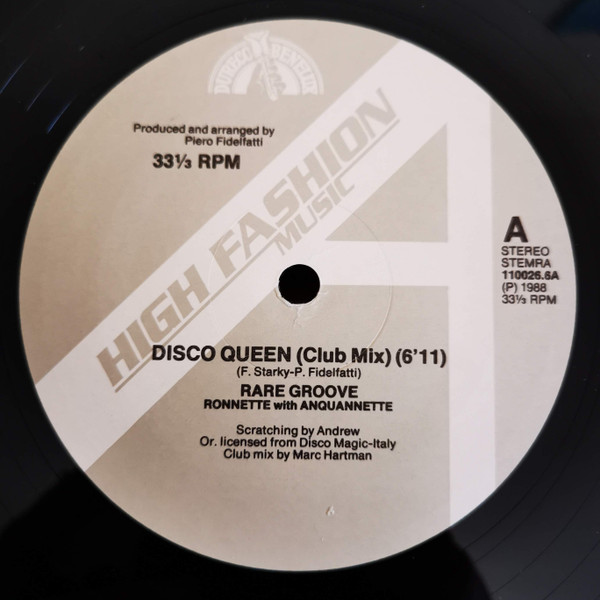 DURECO BENELUX
Produced and arranged by
Piero Fidelfatti
33⅓ RPM
HIGH FASHION
MUSIC
A
STEREO
STEMRA
110026.6A
(P) 1988
33⅓ RPM
DISCO QUEEN (Club Mix) (6'11)
(F. Starky-P. Fidelfatti)
RARE GROOVE
RONNETTE with ANQUANNETTE
Scratching by Andrew
Or. licensed from Disco Magic-Italy
Club mix by Marc Hartman